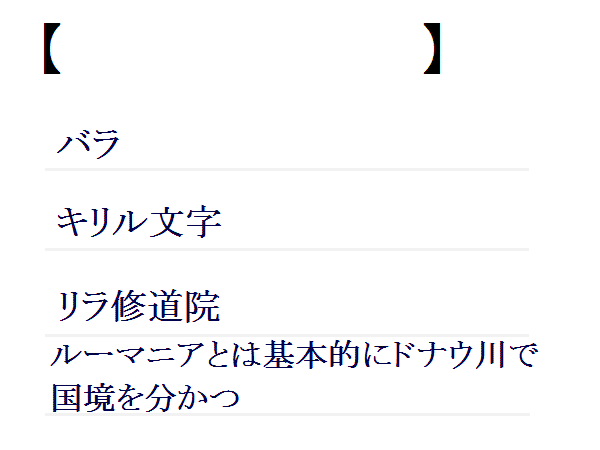 【　　　　　　　　　】
バラ
キリル文字
リラ修道院
ルーマニアとは基本的にドナウ川で
国境を分かつ